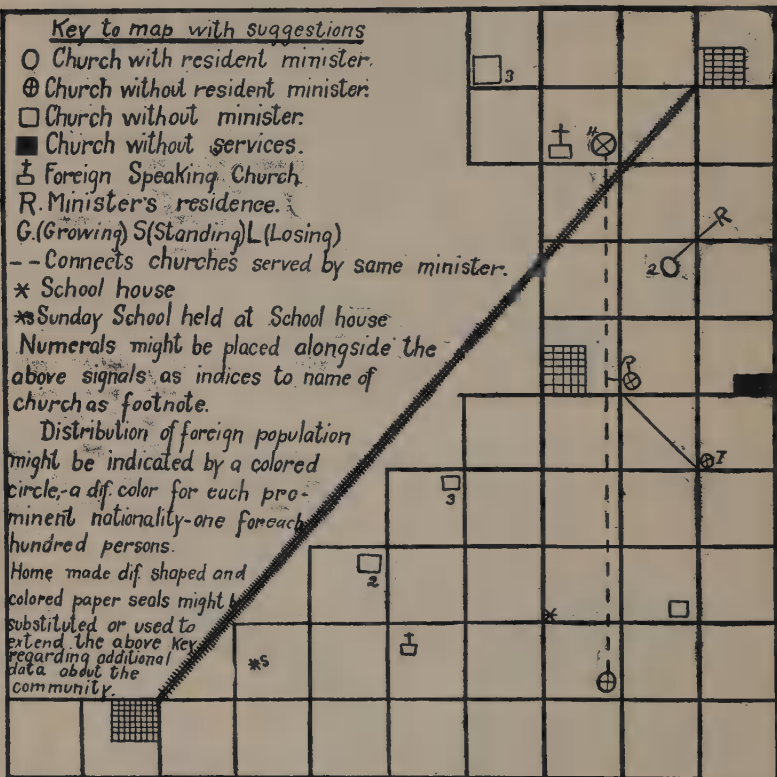 Key to map with suggestions
Church with resident minister.
Church without resident minister.
Church without minister.
Church without services.
Foreign Speaking Church
R. Minister's residence.
G.(Growing) S(Standing) L(Losing)
-- Connects churches served by same minister.
* School house
*s Sunday School held at School house
Numerals might be placed alongside the
above signals as indices to name of
church as footnote.
Distribution of foreign population
might be indicated by a colored
circle,-a dif. color for each pro-
minent nationality-one for each
hundred persons.
Home made dif. shaped and
colored paper seals might
substituted or used to
extend the above key
regarding additional
data about the
community.
3
4
R
2
3
2
*s